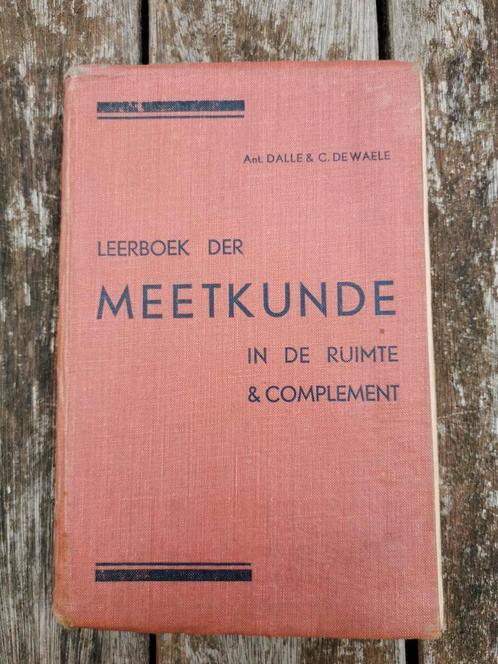 Ant. DALLE & C. DE WAELE
LEERBOEK DER
MEETKUNDE
IN DE RUIMTE
& COMPLEMENT